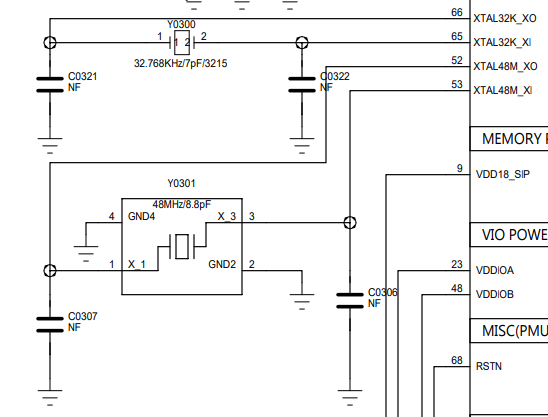 66 XTAL32K_XO
Y0300
1 1 2 2
65 XTAL32K_XI
32.768KHz/7pF/3215
52 XTAL48M_XO
C0321
NF
C0322
NF
53 XTAL48M_XI
MEMORY
9 VDD18_SIP
Y0301
48MHz/8.8pF
4 GND4 X_3 3
VIO POWE
1 X_1 GND2 2
23 VDDIOA
C0306
NF
48 VDDIOB
C0307
NF
MISC(PMU
68 RSTN